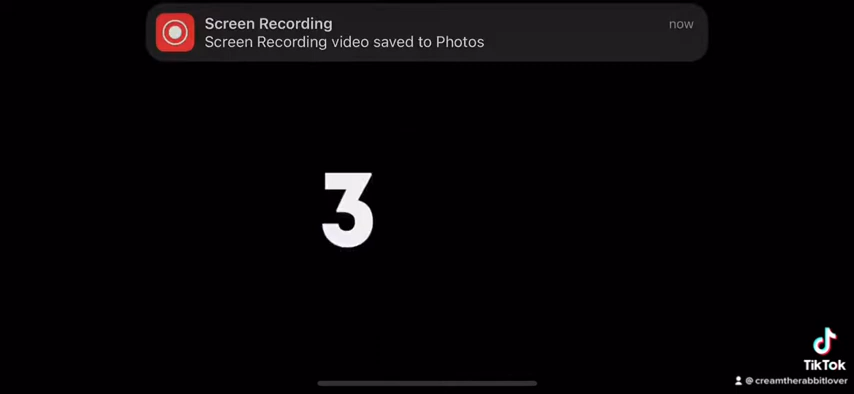 Screen Recording
now
Screen Recording video saved to Photos
3
TikTok
@ creamtherabbitlover